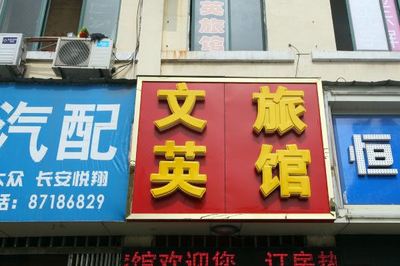 英旅馆
汽配
大众 长安悦翔
话：87186829
文 旅
英 馆
恒
旅馆欢迎您 订房热